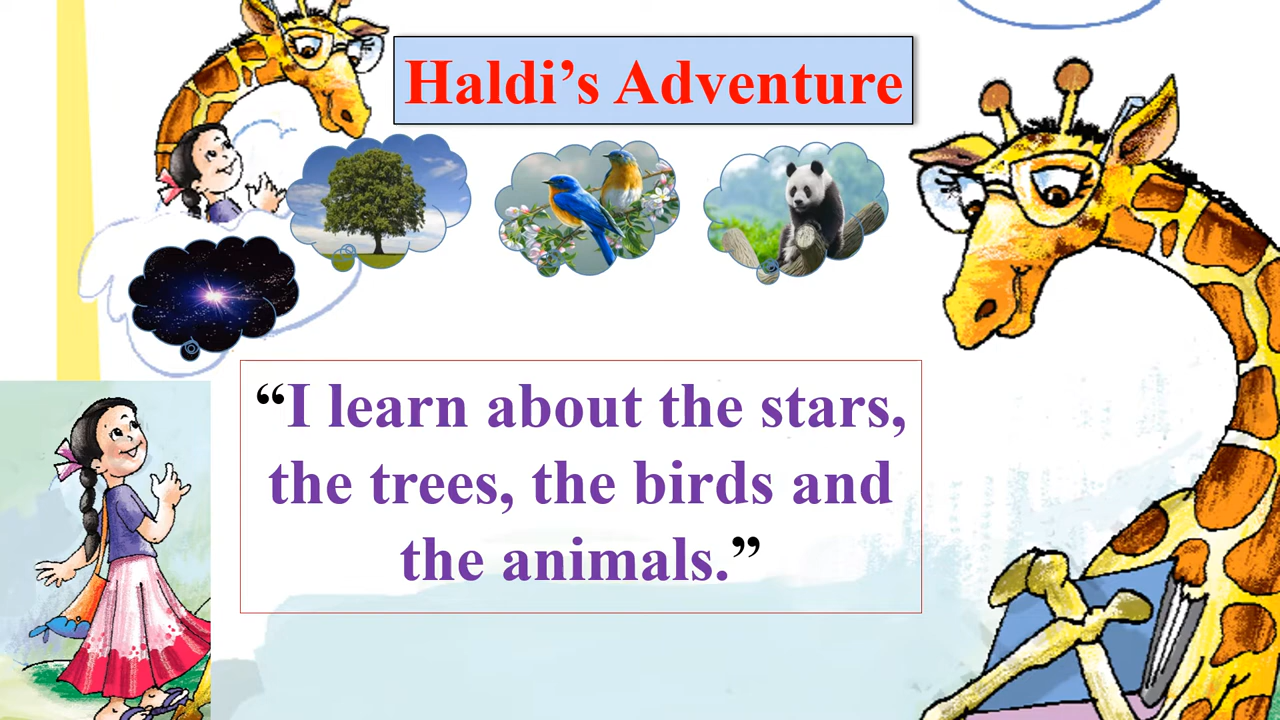 Haldi’s Adventure
“I learn about the stars,
the trees, the birds and
the animals.”